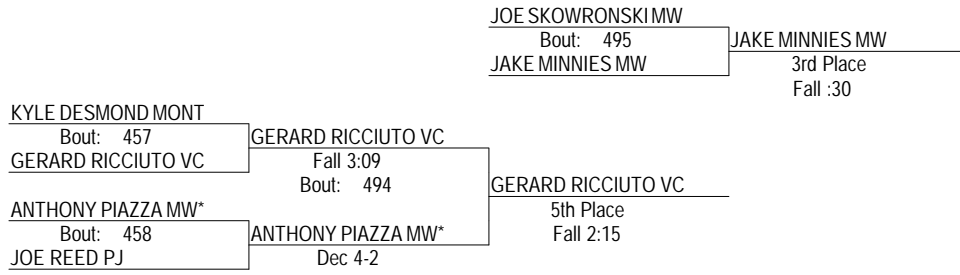 JOE SKOWRONSKI MW
Bout: 495
JAKE MINNIES MW
JAKE MINNIES MW
3rd Place
Fall :30
KYLE DESMOND MONT
Bout: 457
GERARD RICCIUTO VC
GERARD RICCIUTO VC
Fall 3:09
Bout: 494
GERARD RICCIUTO VC
5th Place
Fall 2:15
ANTHONY PIAZZA MW*
Bout: 458
JOE REED PJ
ANTHONY PIAZZA MW*
Dec 4-2